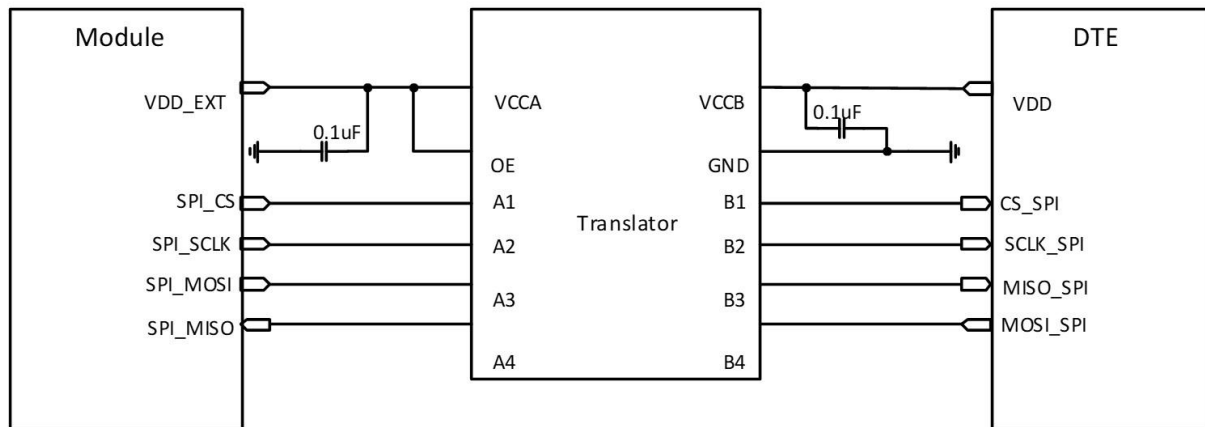 Module
DTE
VDD_EXT
VCCA
VCCB
VDD
0.1uF
0.1uF
OE
GND
SPI_CS
A1
B1
CS_SPI
Translator
SPI_SCLK
A2
B2
SCLK_SPI
SPI_MOSI
A3
B3
MISO_SPI
SPI_MISO
MOSI_SPI
A4
B4